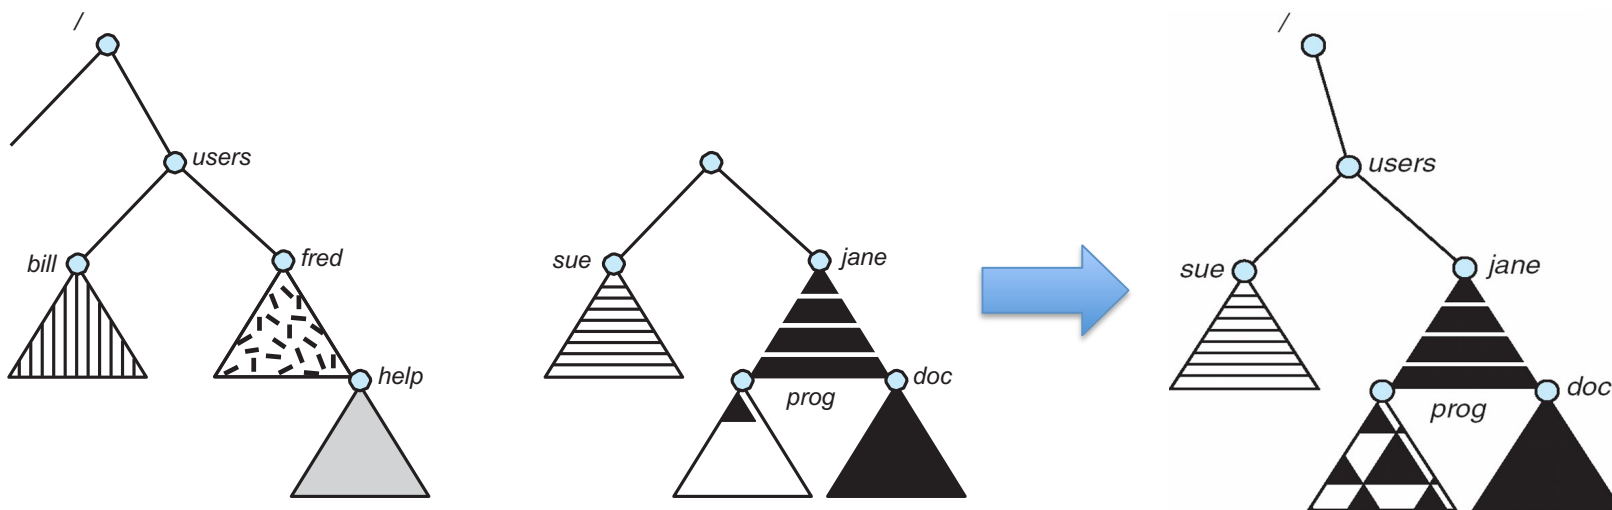 /
users
bill
fred
help
sue
jane
prog
doc
/
users
sue
jane
prog
doc